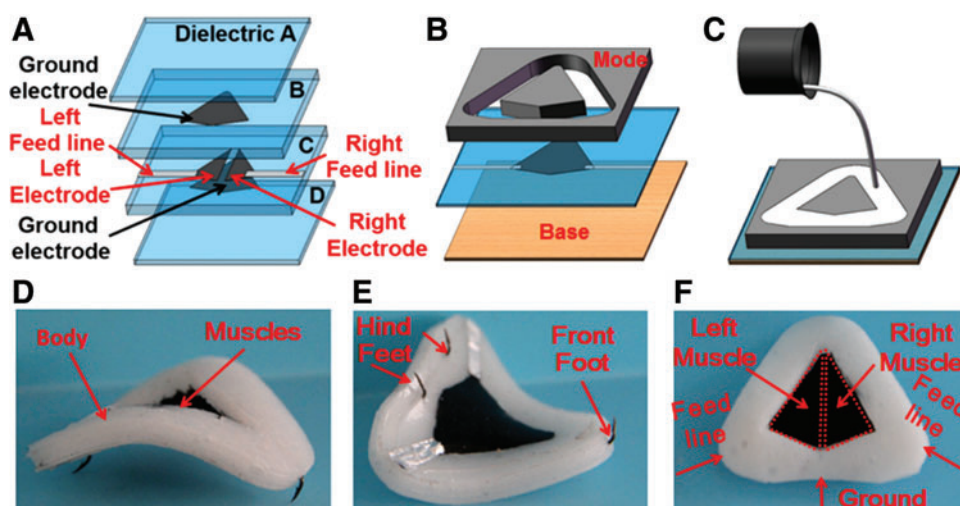 A
Dielectric A
Ground
electrode
B
Left
Feed line
C
Left
Electrode
Right
Feed line
D
Ground
electrode
Right
Electrode
B
Mode
Base
C
D
Body
Muscles
E
Hind
Feet
Front
Foot
F
Left
Muscle
Right
Muscle
Feed
line
Feed
line
Ground